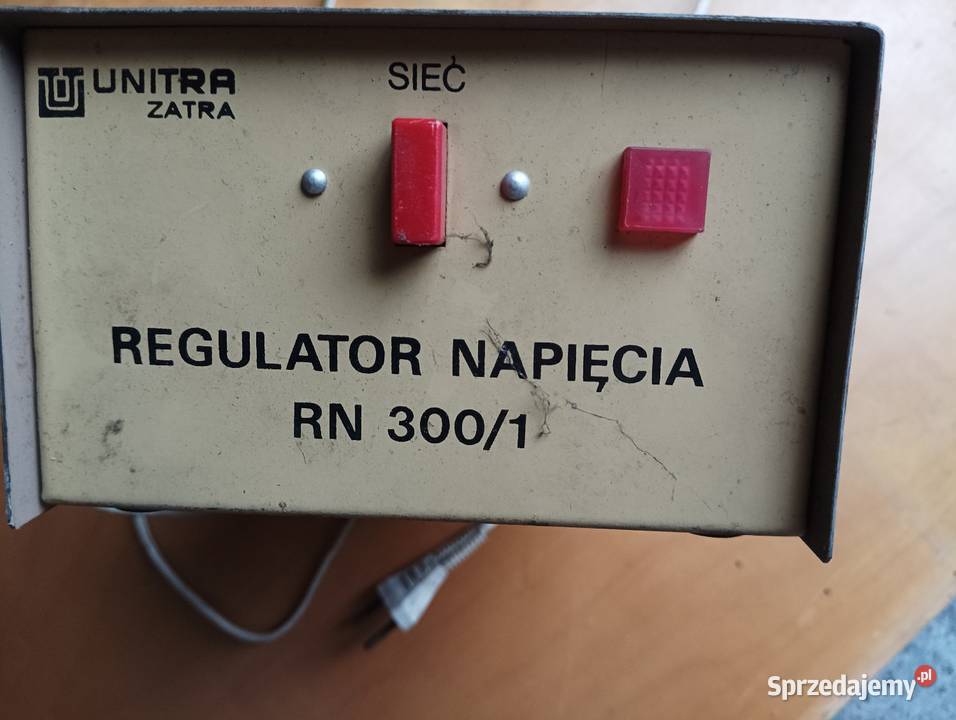 UNITRA
ZATRA
SIEĆ
REGULATOR NAPIĘCIA
RN 300/1
Sprzedajemy.pl